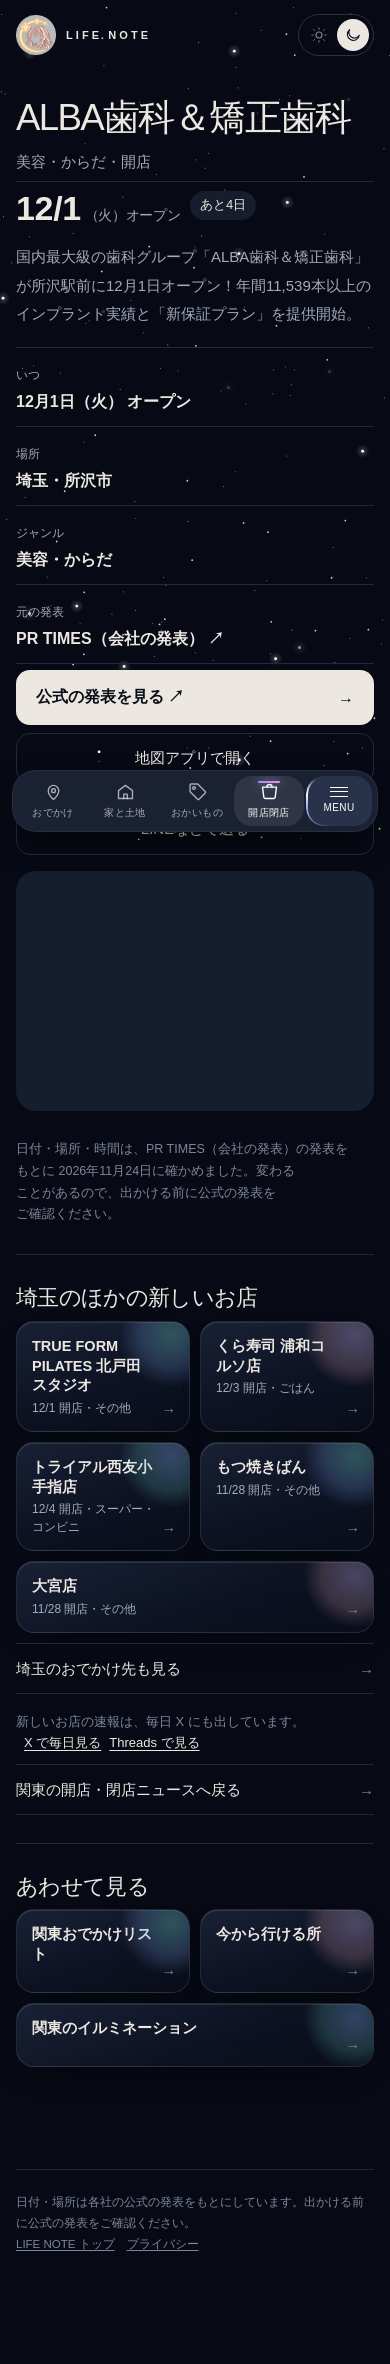 LIFE.NOTE
ALBA歯科＆矯正歯科
美容・からだ・開店
12/1（火）オープン あと4日
国内最大級の歯科グループ「ALBA歯科＆矯正歯科」
が所沢駅前に12月1日オープン！年間11,539本以上の
インプラント実績と「新保証プラン」を提供開始。
いつ
12月1日（火） オープン
場所
埼玉・所沢市
ジャンル
美容・からだ
元の発表
PR TIMES（会社の発表） ↗
公式の発表を見る ↗ →
地図アプリで開く
おでかけ 家と土地 おかいもの 開店閉店 MENU
日付・場所・時間は、PR TIMES（会社の発表）の発表を
もとに 2026年11月24日に確かめました。変わる
ことがあるので、出かける前に公式の発表を
ご確認ください。
埼玉のほかの新しいお店
TRUE FORM
PILATES 北戸田
スタジオ
12/1 開店・その他
→
くら寿司 浦和コ
ルソ店
12/3 開店・ごはん
→
トライアル西友小
手指店
12/4 開店・スーパー・
コンビニ
→
もつ焼きばん
11/28 開店・その他
→
大宮店
11/28 開店・その他
→
埼玉のおでかけ先も見る →
新しいお店の速報は、毎日 X にも出しています。
X で毎日見る Threads で見る
関東の開店・閉店ニュースへ戻る →
あわせて見る
関東おでかけリス
ト
→
今から行ける所
→
関東のイルミネーション
→
日付・場所は各社の公式の発表をもとにしています。出かける前
に公式の発表をご確認ください。
LIFE NOTE トップ プライバシー